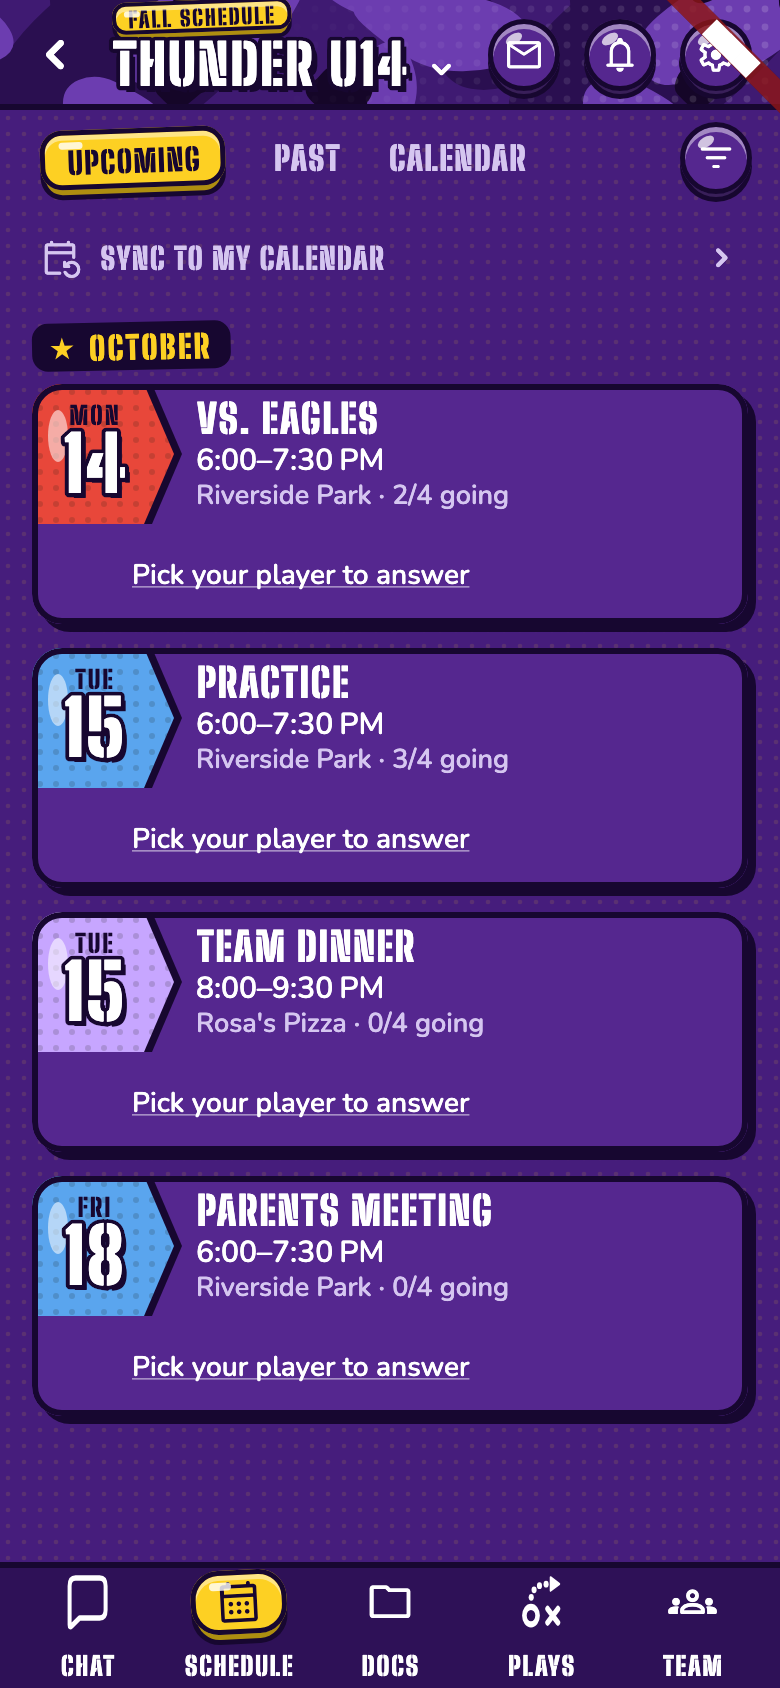 FALL SCHEDULE
THUNDER U14
UPCOMING
PAST
CALENDAR
SYNC TO MY CALENDAR
★ OCTOBER
MON
14
VS. EAGLES
6:00–7:30 PM
Riverside Park · 2/4 going
Pick your player to answer
TUE
15
PRACTICE
6:00–7:30 PM
Riverside Park · 3/4 going
Pick your player to answer
TUE
15
TEAM DINNER
8:00–9:30 PM
Rosa's Pizza · 0/4 going
Pick your player to answer
FRI
18
PARENTS MEETING
6:00–7:30 PM
Riverside Park · 0/4 going
Pick your player to answer
CHAT
SCHEDULE
DOCS
PLAYS
TEAM